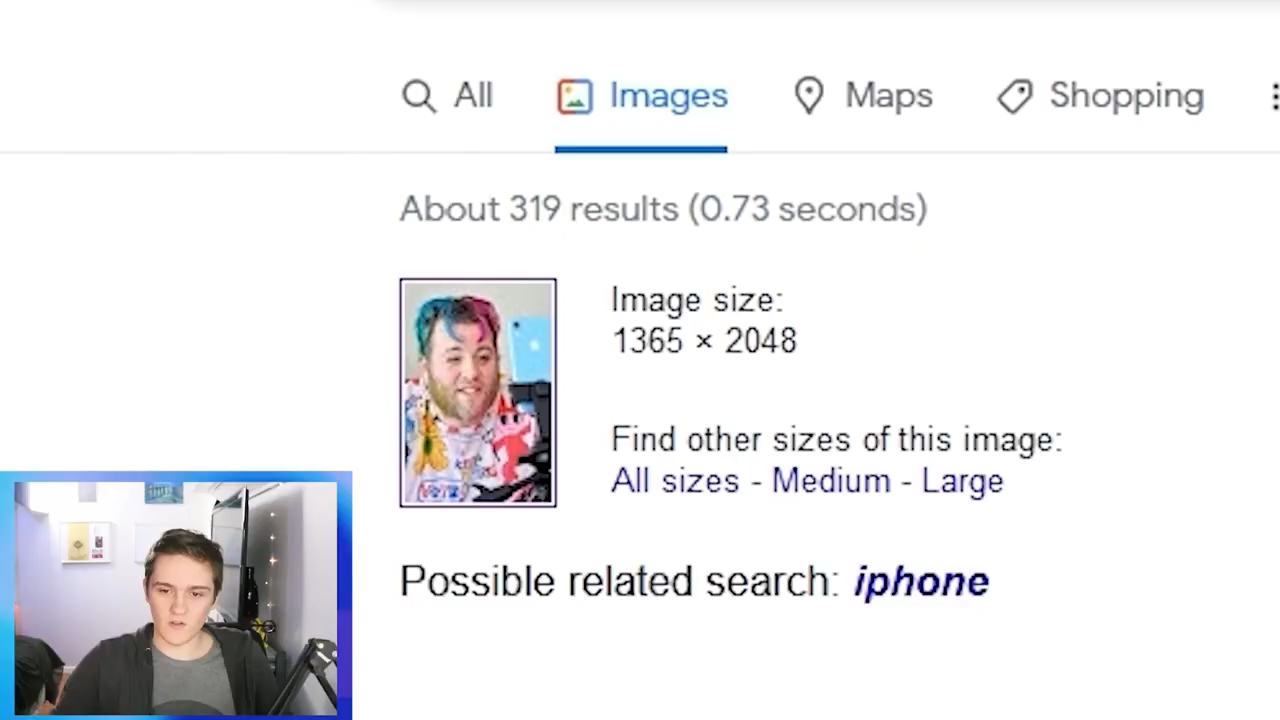 All
Images
Maps
Shopping
About 319 results (0.73 seconds)
Image size:
1365 × 2048
Find other sizes of this image:
All sizes - Medium - Large
Possible related search: iphone